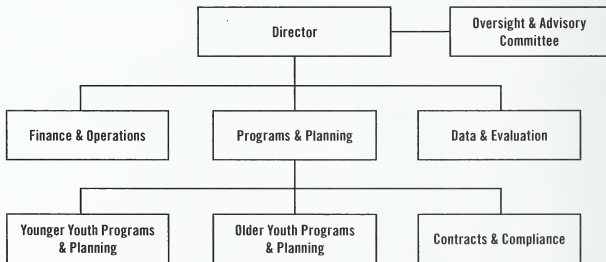 Director
Oversight & Advisory
Committee
Finance & Operations
Programs & Planning
Data & Evaluation
Younger Youth Programs
& Planning
Older Youth Programs
& Planning
Contracts & Compliance